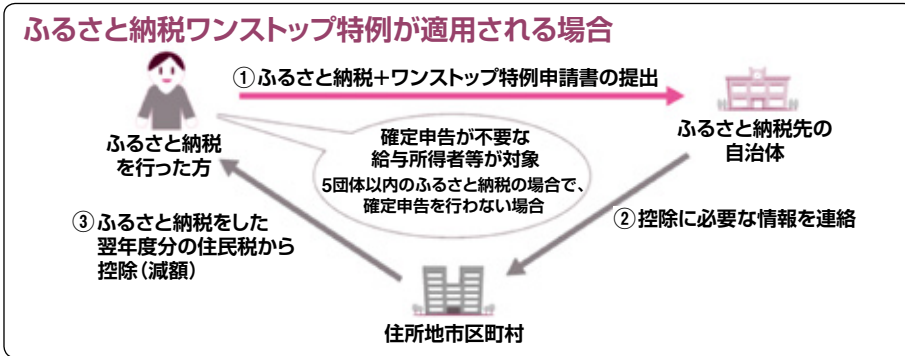 ふるさと納税ワンストップ特例が適用される場合
①ふるさと納税＋ワンストップ特例申請書の提出
ふるさと納税
を行った方
確定申告が不要な
給与所得者等が対象
5団体以内のふるさと納税の場合で、
確定申告を行わない場合
ふるさと納税先の
自治体
②控除に必要な情報を連絡
③ふるさと納税をした
翌年度分の住民税から
控除（減額）
住所地市区町村